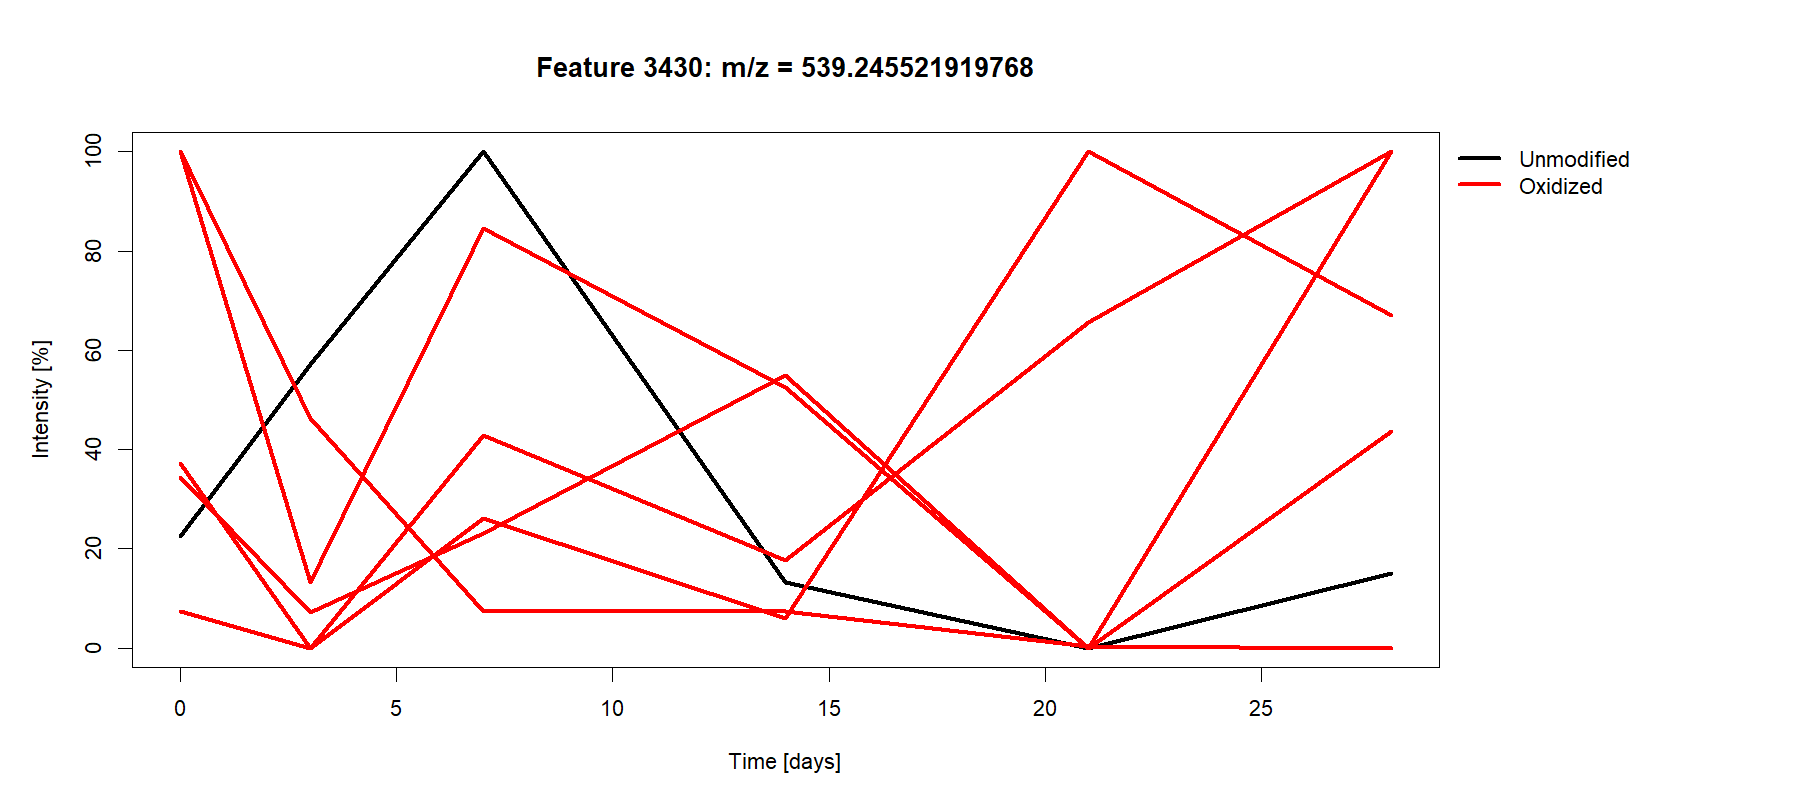 Feature 3430: m/z = 539.245521919768
Unmodified
Oxidized
Intensity [%]
100
80
60
40
20
0
0 5 10 15 20 25
Time [days]